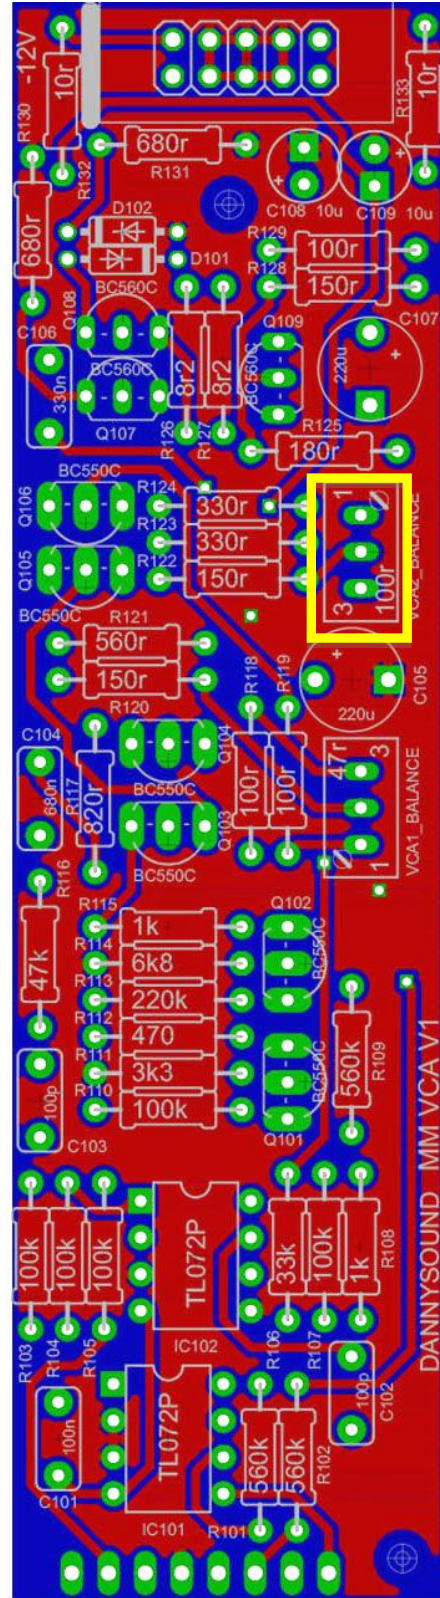 -12V
10r
R130
R133
10r
680r
R131
R132
680r
D102
D101
C108 10u
C109 10u
R129
100r
R128
150r
BC560C
Q108
Q109
C107
C106
330n
BC560C
8r2
8r2
BC560C
220u
+
Q107
R126
R127
R125
180r
BC550C
R124
330r
Q106
R123
330r
Q105
R122
150r
1
3
100r
VCA2_BALANCE
BC550C
R121
560r
150r
R120
R118
R119
+
C105
220u
C104
680n
R117
820r
Q104
BC550C
100r
100r
47r
3
1
VCA1_BALANCE
Q103
BC550C
R116
47k
R115
1k
R114
6k8
R113
220k
R112
470
R111
3k3
R110
100k
Q102
BC550C
BC550C
Q101
560k
R109
100p
C103
100k
100k
100k
R103
R104
R105
TL072P
IC102
33k
100k
1k
R108
R106
R107
100n
C101
TL072P
IC101
560k
560k
R101
R102
100p
C102
DANNYSOUND MM VCA V1